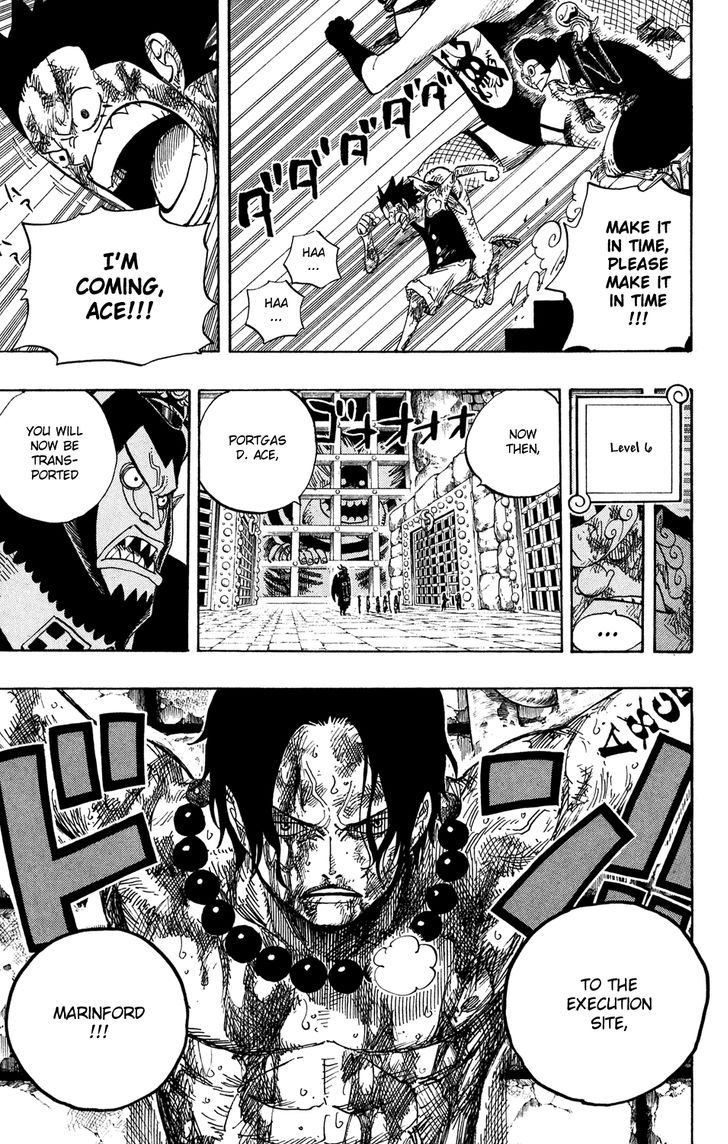 MAKE IT
IN TIME,
PLEASE
MAKE IT
IN TIME
!!!
ダダダダダ
HAA
...
HAA
...
I'M
COMING,
ACE!!!
Level 6
...
NOW
THEN,
ゴオオオオ
PORTGAS
D. ACE,
YOU WILL
NOW BE
TRANS-
PORTED
ASCE
ドン
TO THE
EXECUTION
SITE,
MARINFORD
!!!